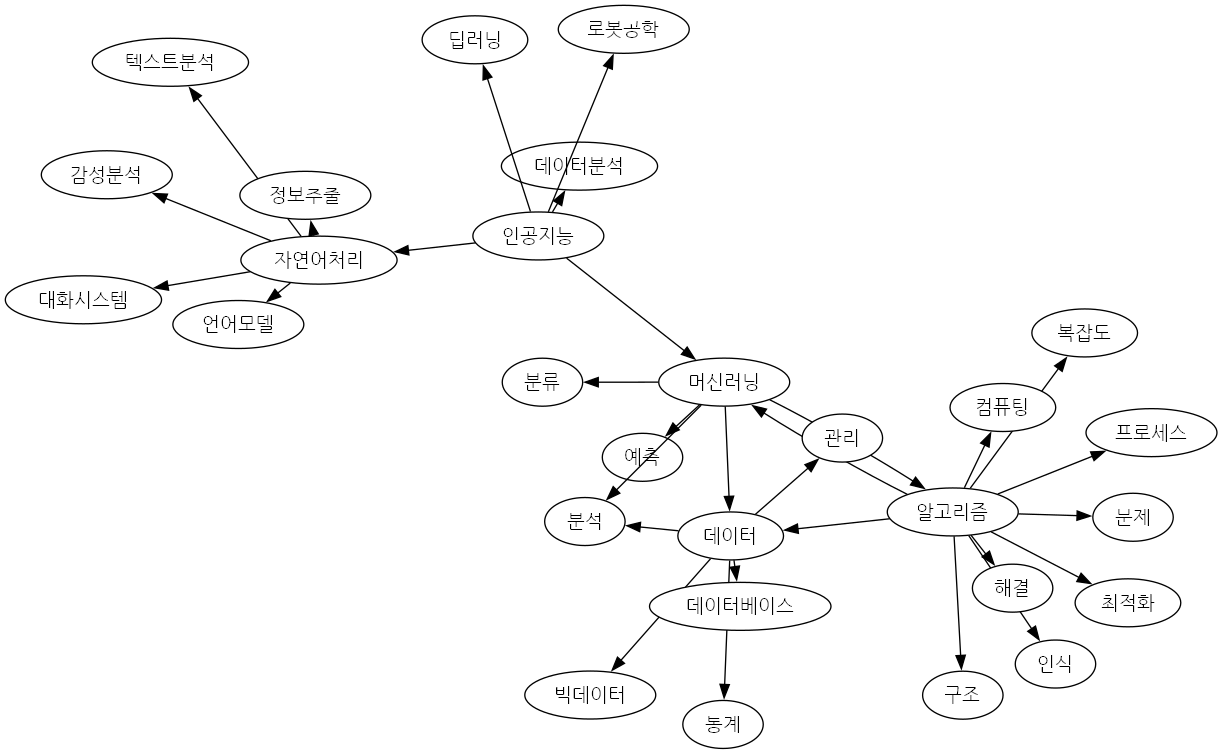 로봇공학
딥러닝
텍스트분석
데이터분석
감성분석
정보추출
인공지능
자연어처리
대화시스템
언어모델
복잡도
분류
머신러닝
컴퓨팅
프로세스
관리
예측
알고리즘
문제
분석
데이터
해결
최적화
데이터베이스
인식
빅데이터
구조
통계